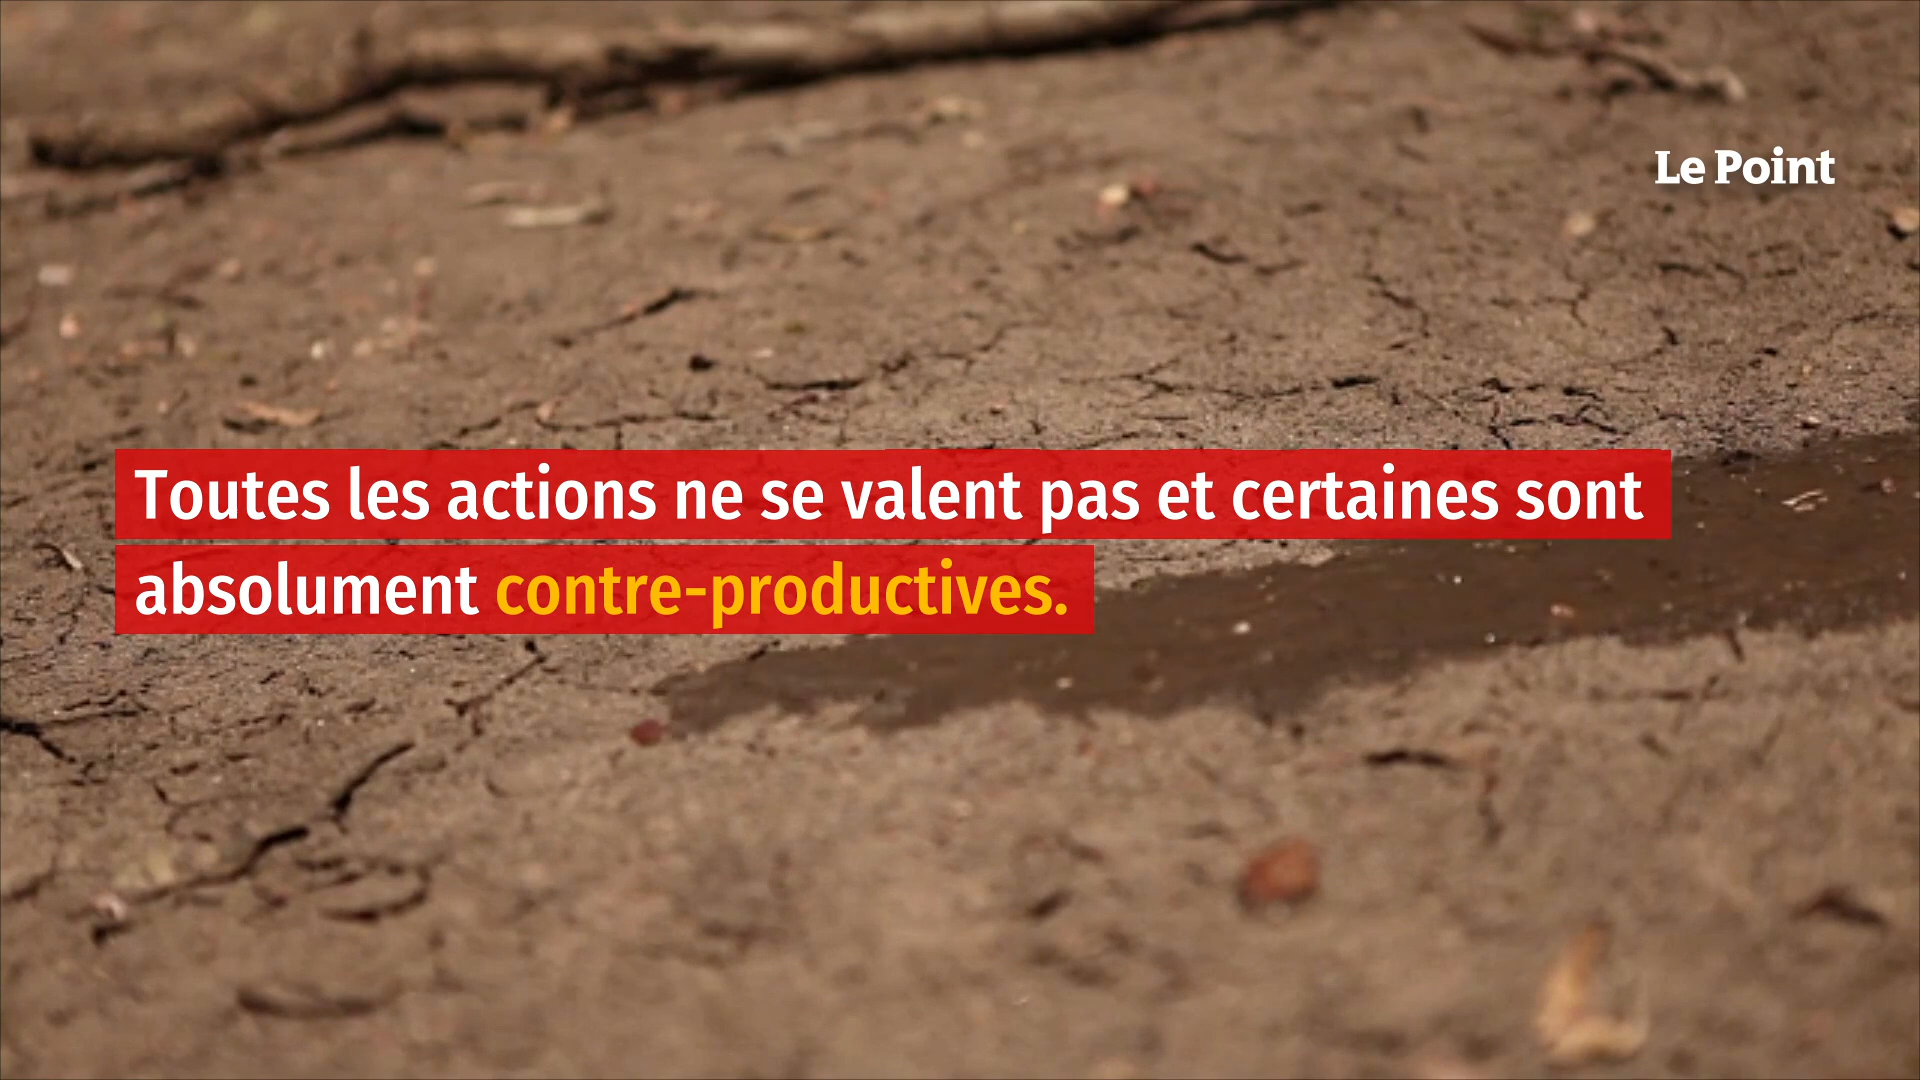 Le Point
Toutes les actions ne se valent pas et certaines sont
absolument contre-productives.